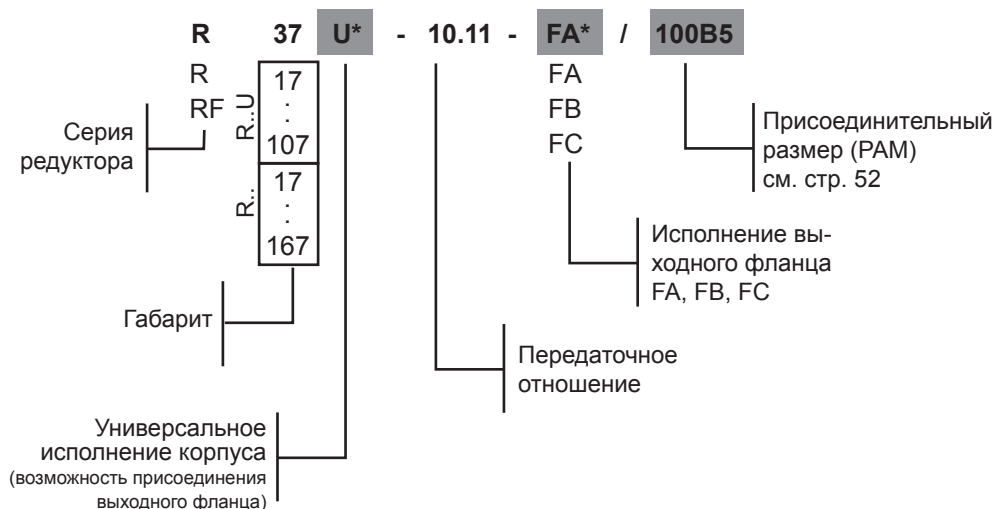 R 37 U* - 10.11 - FA* / 100B5
R
RF
R..U
17
.
.
107
R..
17
.
.
167
FA
FB
FC
Серия
редуктора
Присоединительный
размер (PAM)
см. стр. 52
Исполнение вы-
ходного фланца
FA, FB, FC
Габарит
Передаточное
отношение
Универсальное
исполнение корпуса
(возможность присоединения
выходного фланца)